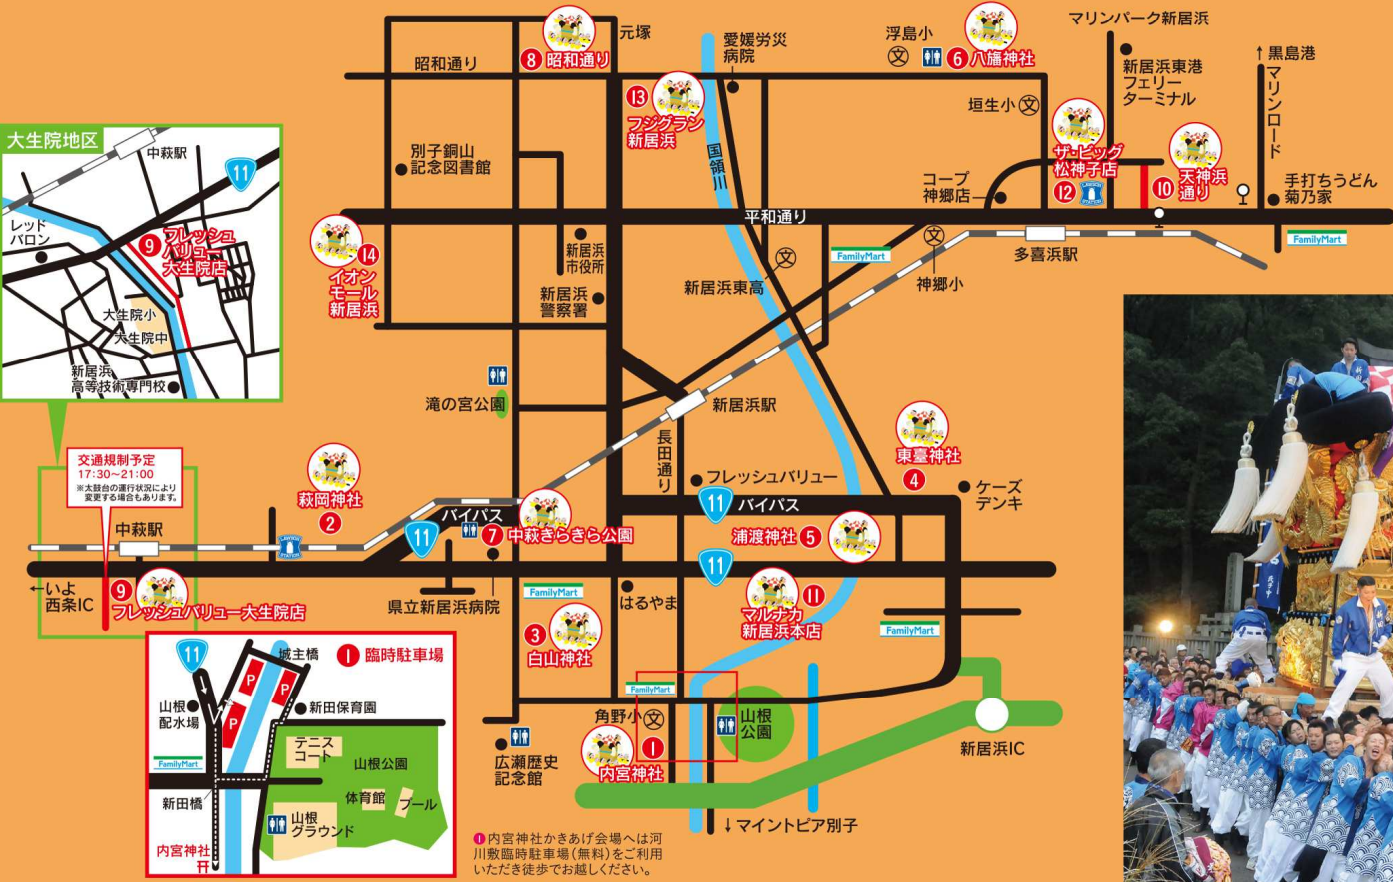 元塚
昭和通り
8 昭和通り
愛媛労災
病院
浮島小
文
6 八旛神社
マリンパーク新居浜
新居浜東港
フェリー
ターミナル
↑黒島港
マリンロード
垣生小 文
13
フジグラン
新居浜
国領川
別子銅山
記念図書館
ザ・ビッグ
松神子店
12
LAWSON
STATION
10 天神浜
通り
手打ちうどん
菊乃家
コープ
神郷店
平和通り
FamilyMart
FamilyMart
多喜浜駅
文
神郷小
文
新居浜東高
14
イオン
モール
新居浜
新居浜
市役所
新居浜
警察署
大生院地区
中萩駅
11
レッド
バロン
9 フレッシュ
バリュ
大生院店
大生院小
大生院中
新居浜
高等技術専門校
滝の宮公園
新居浜駅
長田通り
フレッシュバリュー
11 バイパス
東臺神社
4
ケーズ
デンキ
交通規制予定
17:30~21:00
※太鼓台の運行状況により
変更する場合もあります。
萩岡神社
2
中萩駅
LAWSON
STATION
バイパス
11
7 中萩きらきら公園
浦渡神社 5
11
←いよ
西条IC
9
フレッシュバリュー大生院店
県立新居浜病院
FamilyMart
はるやま
11
マルナカ
新居浜本店
FamilyMart
3
白山神社
11
城主橋
1 臨時駐車場
P
P
P
山根
配水場
新田保育園
FamilyMart
テニス
コート
山根公園
新田橋
体育館
プール
山根
グラウンド
内宮神社
FamilyMart
角野小 文
1
内宮神社
山根
公園
広瀬歴史
記念館
新居浜IC
↓マイントピア別子
1 内宮神社かきあげ会場へは河
川敷臨時駐車場(無料)をご利用
いただき徒歩でお越しください。